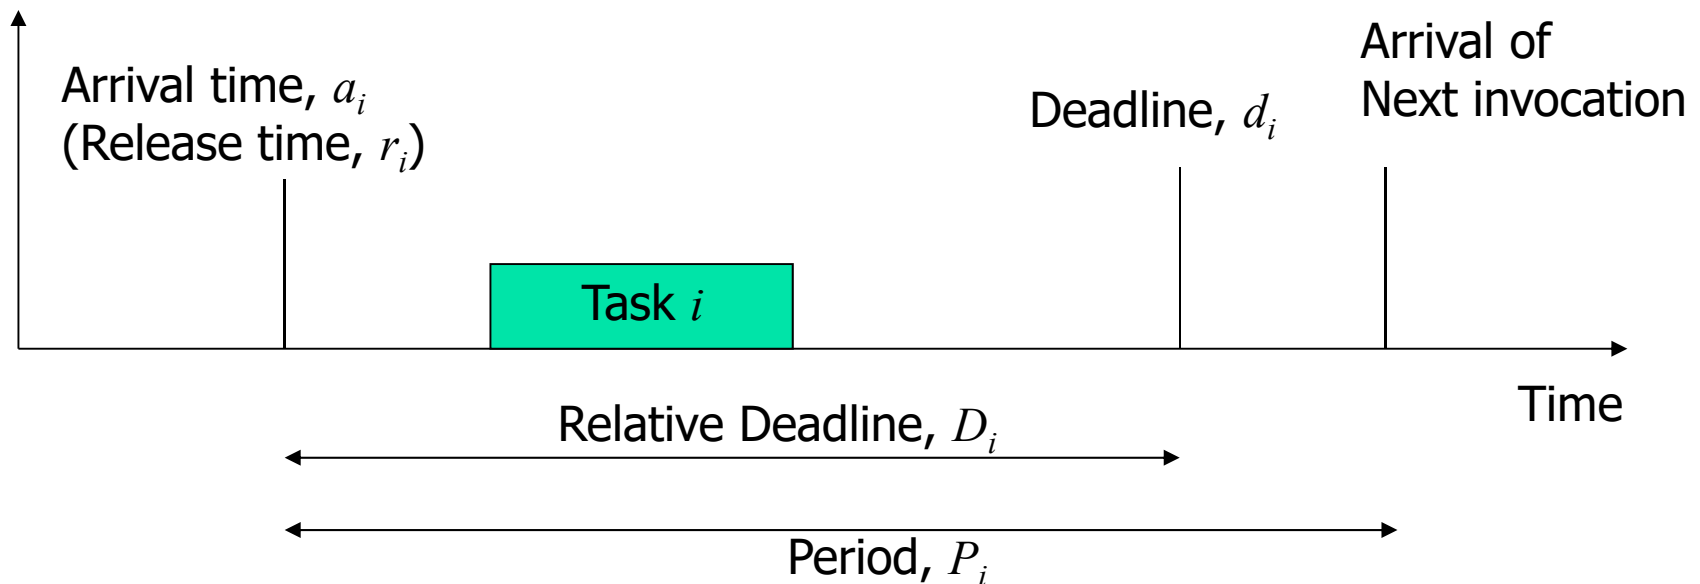 Arrival time, a_i
(Release time, r_i)
Deadline, d_i
Arrival of
Next invocation
Task i
Time
Relative Deadline, D_i
Period, P_i